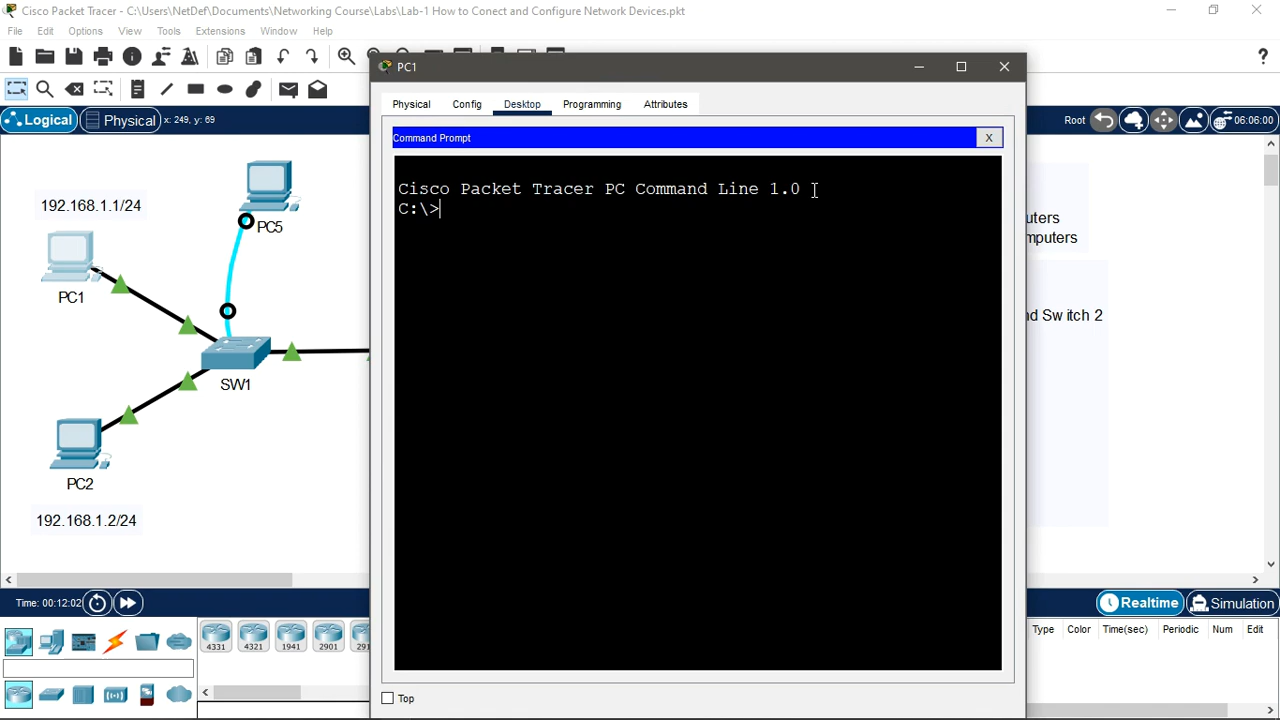 Cisco Packet Tracer - C:\Users\NetDef\Documents\Networking Course\Labs\Lab-1 How to Conect and Configure Network Devices.pkt
File Edit Options View Tools Extensions Window Help
PC1
Physical Config Desktop Programming Attributes
Logical Physical x: 249, y: 69
Root 06:06:00
Command Prompt X
Cisco Packet Tracer PC Command Line 1.0
C:\>
192.168.1.1/24
PC5
PC1
SW1
PC2
192.168.1.2/24
uters
mputers
nd Switch 2
Time: 00:12:02
Realtime Simulation
4331 4321 1941 2901 291
Top
Type Color Time(sec) Periodic Num Edit